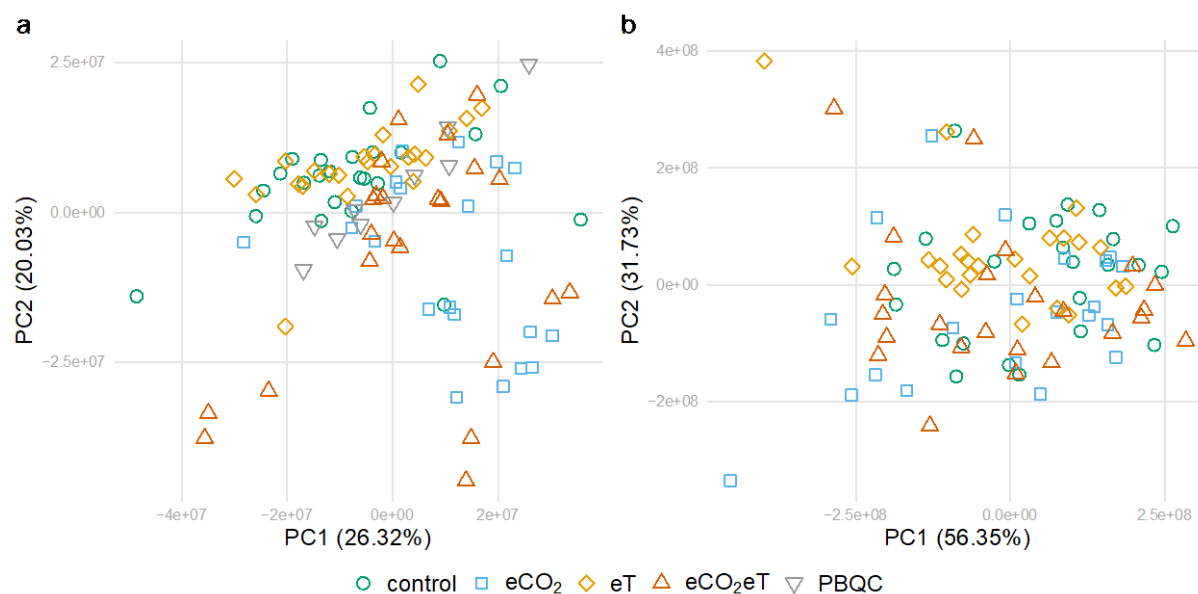 a
b
PC2 (20.03%)
2.5e+07
0.0e+00
−2.5e+07
−4e+07
−2e+07
0e+00
2e+07
PC1 (26.32%)
PC2 (31.73%)
4e+08
2e+08
0e+00
−2e+08
−2.5e+08
0.0e+00
2.5e+08
PC1 (56.35%)
control eCO₂ eT eCO₂eT PBQC